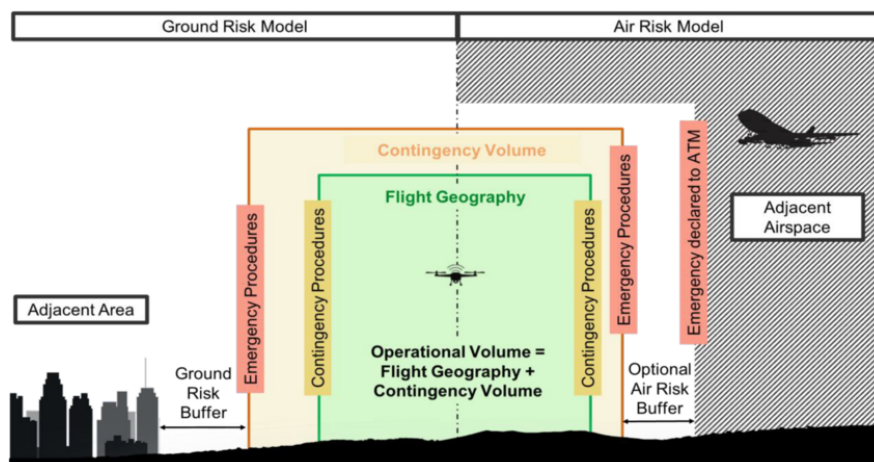 Ground Risk Model
Air Risk Model
Contingency Volume
Flight Geography
Emergency Procedures
Contingency Procedures
Contingency Procedures
Emergency Procedures
Emergency declared to ATM
Adjacent
Airspace
Adjacent Area
Ground
Risk
Buffer
Operational Volume =
Flight Geography +
Contingency Volume
Optional
Air Risk
Buffer